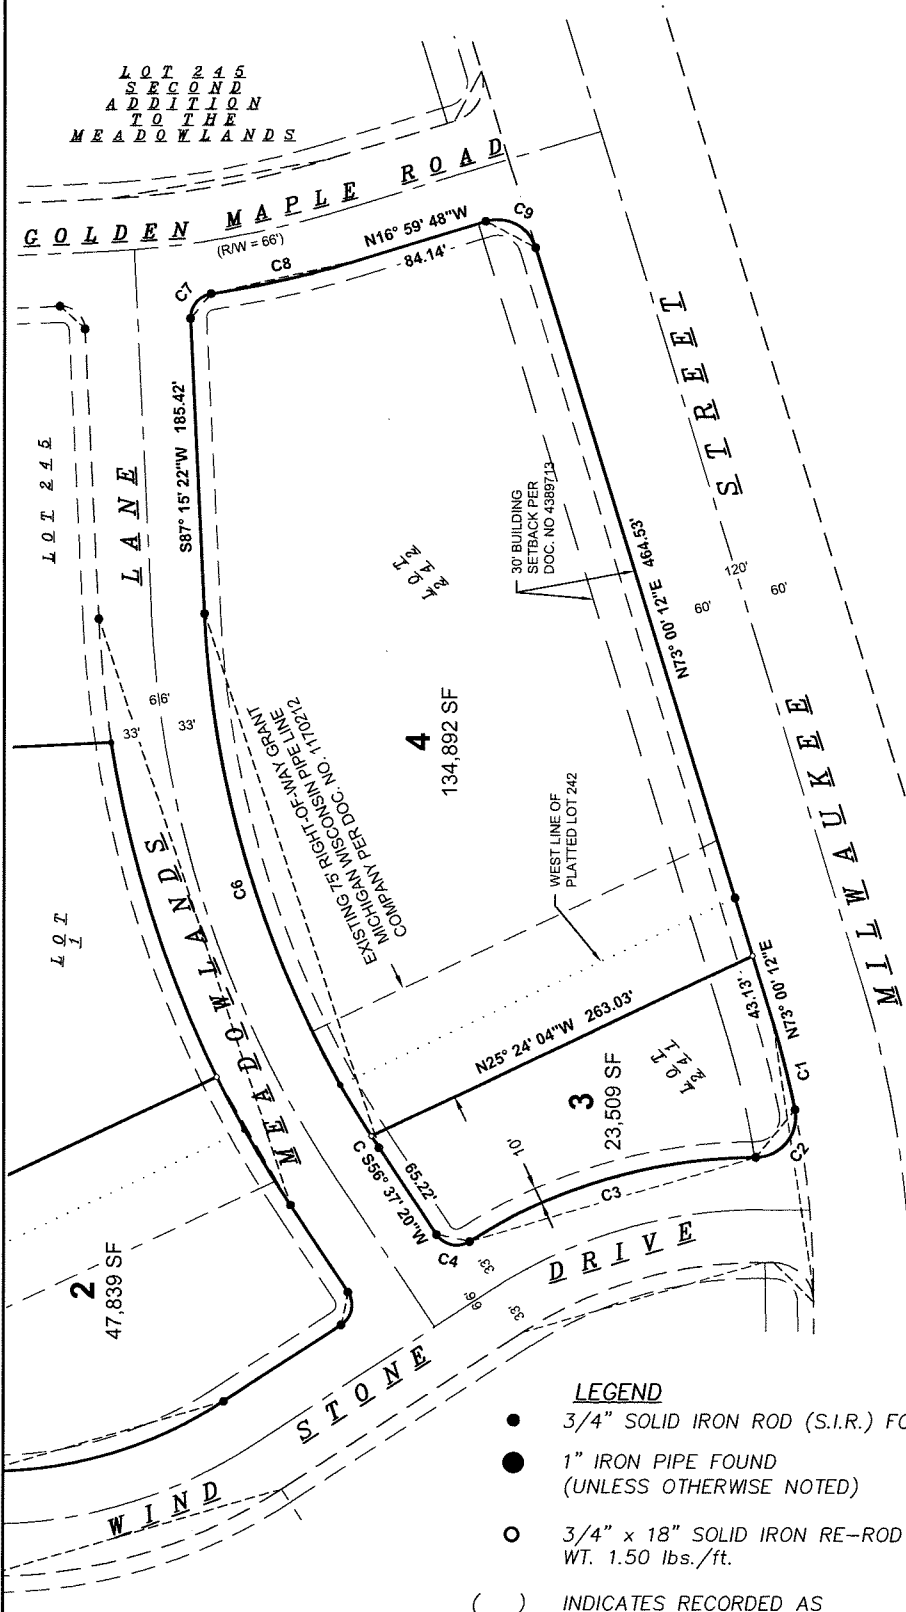 LOT 245
SECOND
ADDITION
TO THE
MEADOWLANDS
GOLDEN MAPLE ROAD
(R/W = 66')
N16° 59' 48"W
84.14'
C9
C8
C7
S87° 15' 22"W 185.42'
LOT 245
LANE
STREET
LOT
242
30' BUILDING
SETBACK PER
DOC. NO 4389713
N73° 00' 12"E 464.53'
120'
60'
60'
66'
33'
33'
4
134,892 SF
EXISTING 75' RIGHT-OF-WAY GRANT
MICHIGAN WISCONSIN PIPE LINE
COMPANY PER DOC. NO. 1170212
WEST LINE OF
PLATTED LOT 242
C6
LOT
1
MEADOWLANDS
MILWAUKEE
N25° 24' 04"W 263.03'
43.13'
N73° 00' 12"E
LOT
241
3
23,509 SF
C1
C2
C3
10'
C
S56° 37' 20"W
65.22'
C4
33'
66'
33'
2
47,839 SF
WIND STONE DRIVE
LEGEND
3/4" SOLID IRON ROD (S.I.R.) FO
1" IRON PIPE FOUND
(UNLESS OTHERWISE NOTED)
3/4" x 18" SOLID IRON RE-ROD
WT. 1.50 lbs./ft.
( ) INDICATES RECORDED AS